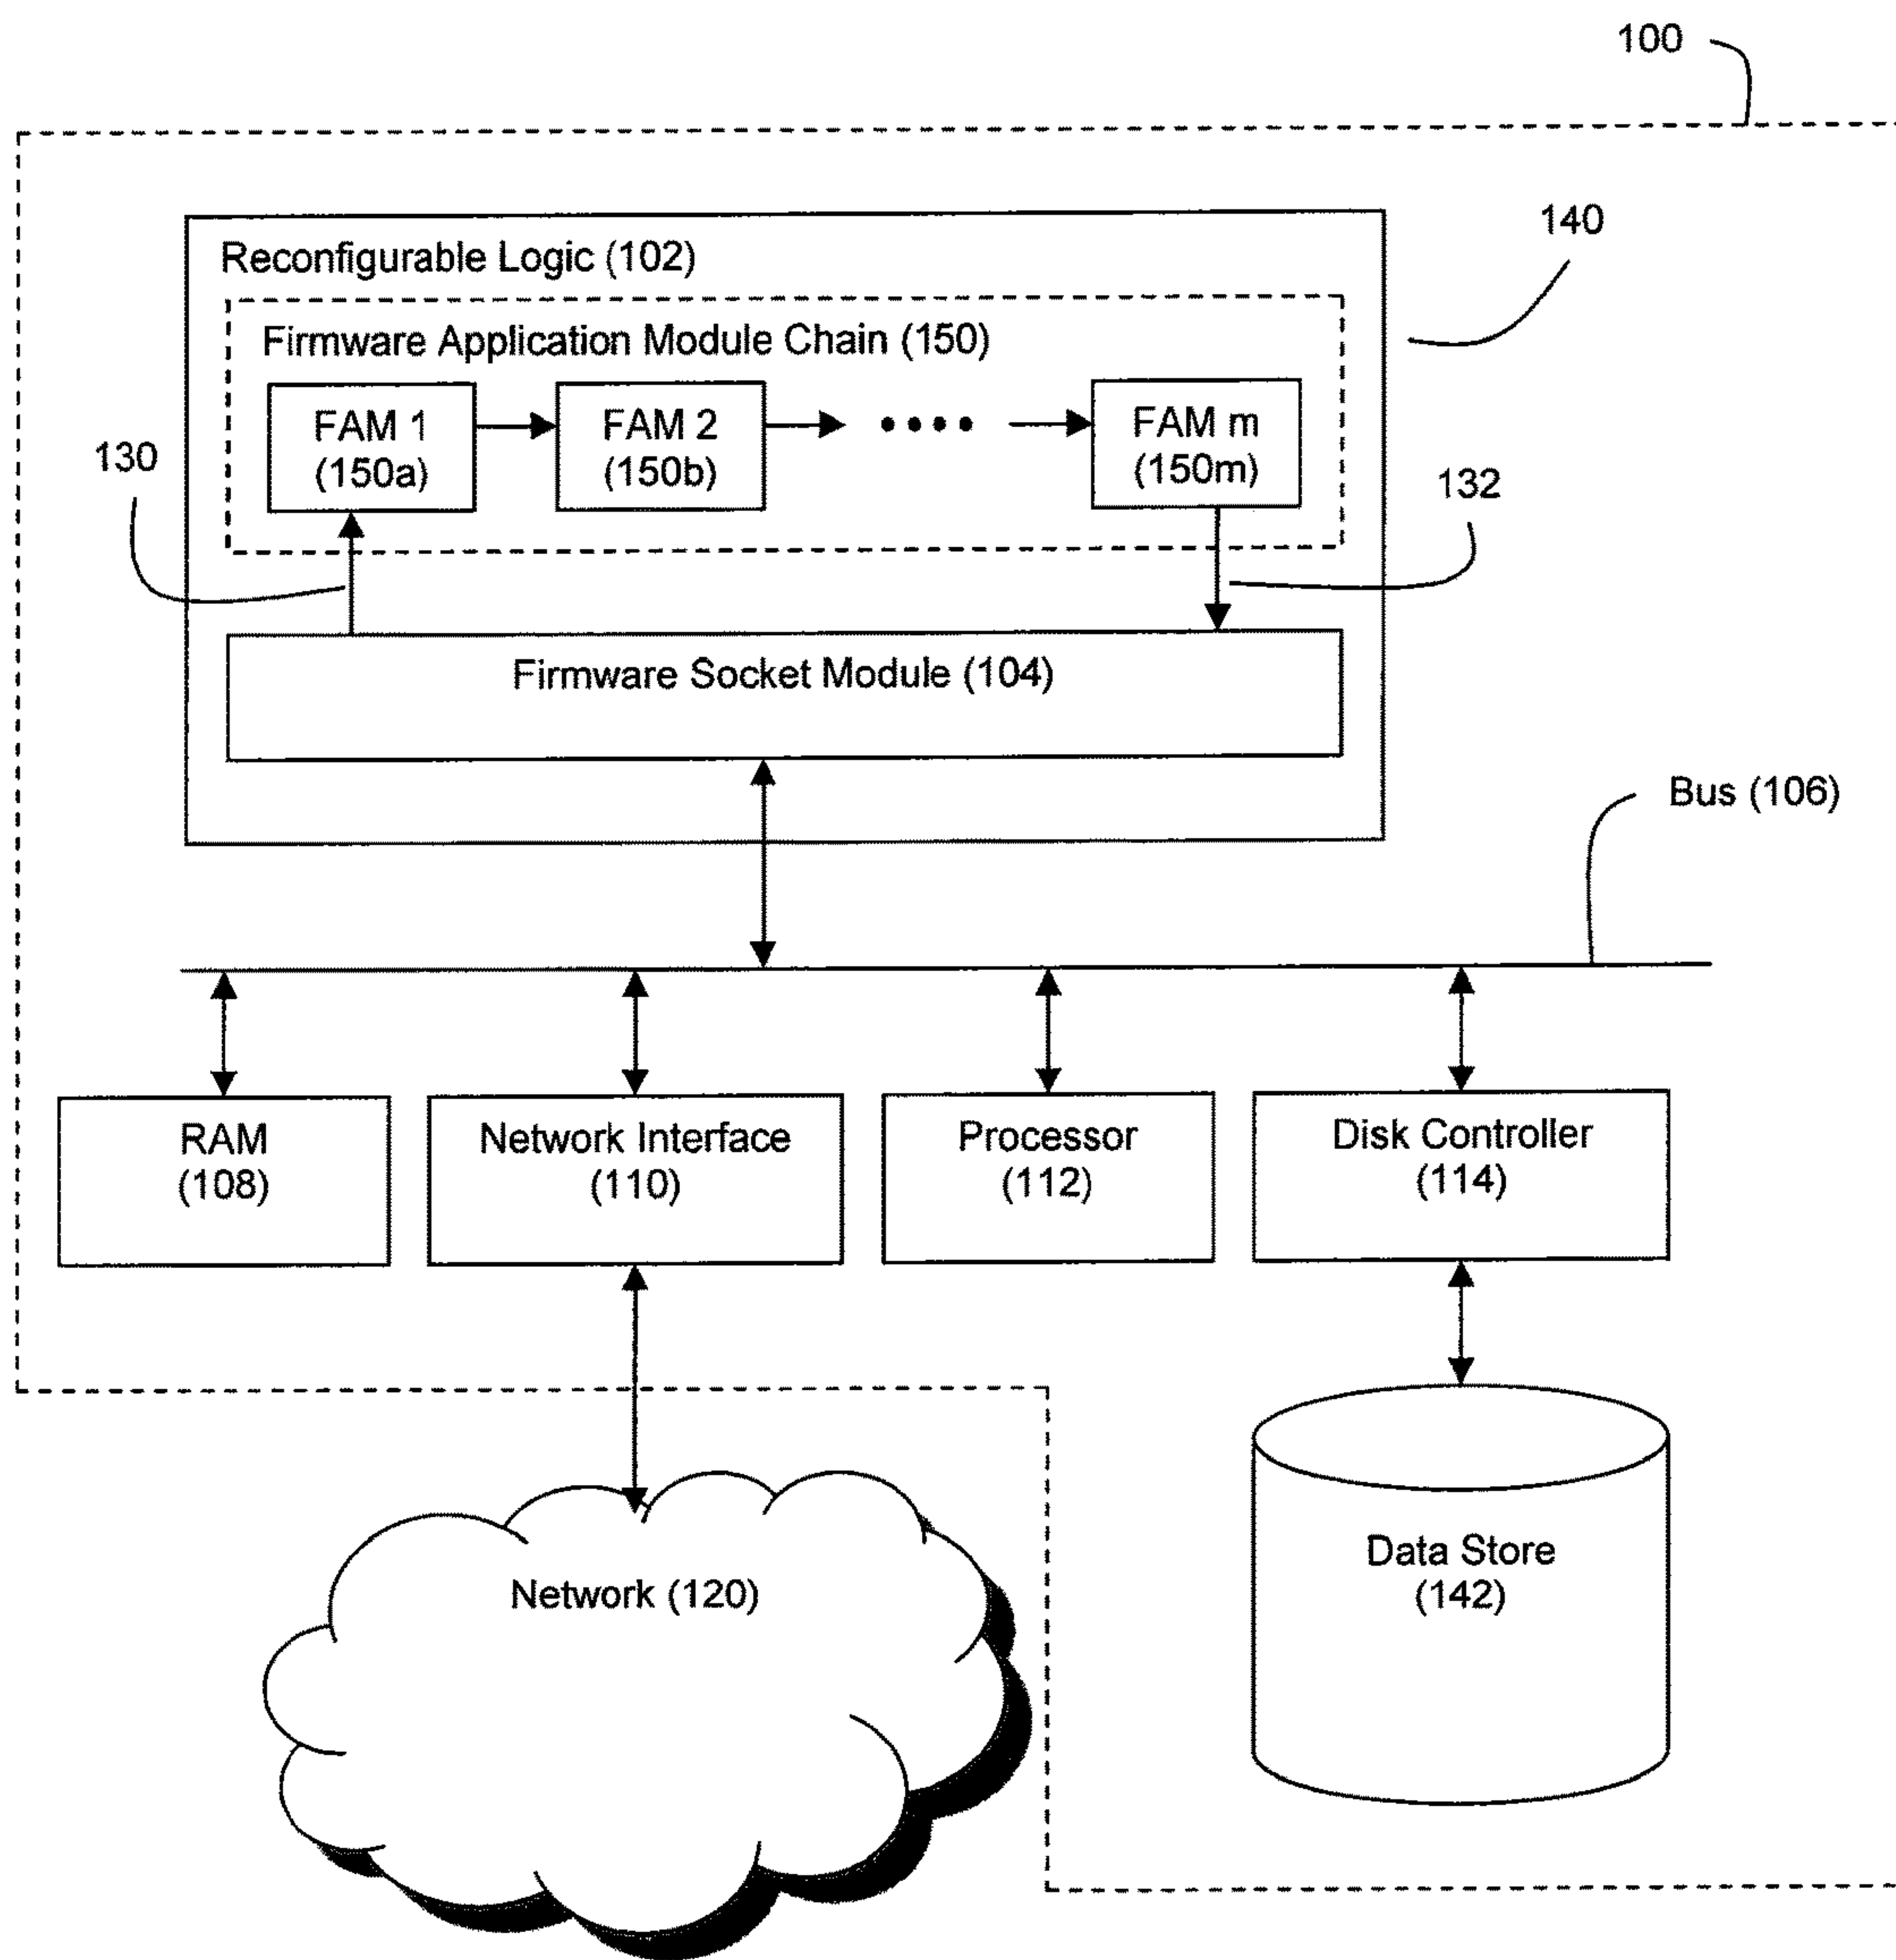 100
140
Reconfigurable Logic (102)
Firmware Application Module Chain (150)
FAM 1
(150a)
FAM 2
(150b)
FAM m
(150m)
130
132
Firmware Socket Module (104)
Bus (106)
RAM
(108)
Network Interface
(110)
Processor
(112)
Disk Controller
(114)
Network (120)
Data Store
(142)